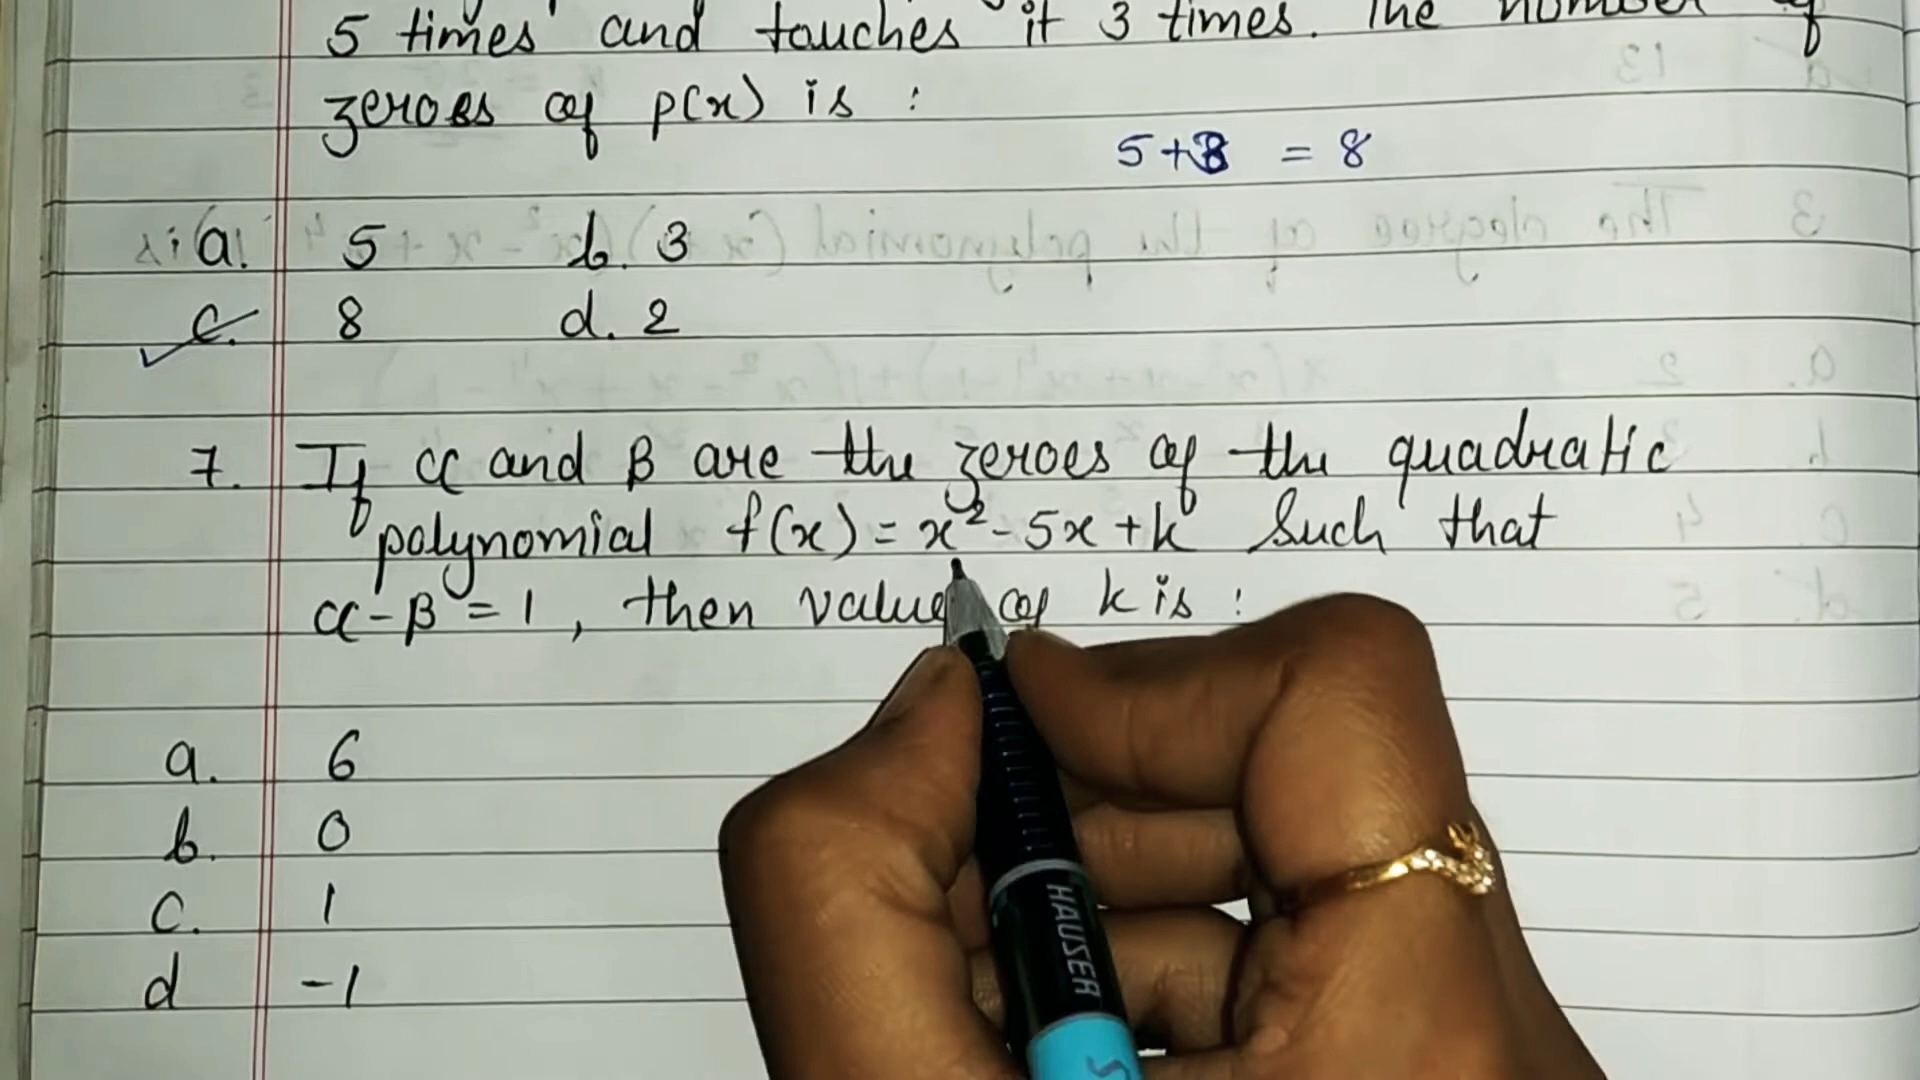 5 times and touches it 3 times. The number of
zeroes of p(x) is :
5+3 = 8
a. 5 b. 3
c. 8 d. 2
7. If α and β are the zeroes of the quadratic
polynomial f(x) = x² - 5x + k Such that
α - β = 1, then value of k is :
a. 6
b. 0
c. 1
d -1
HAUSER